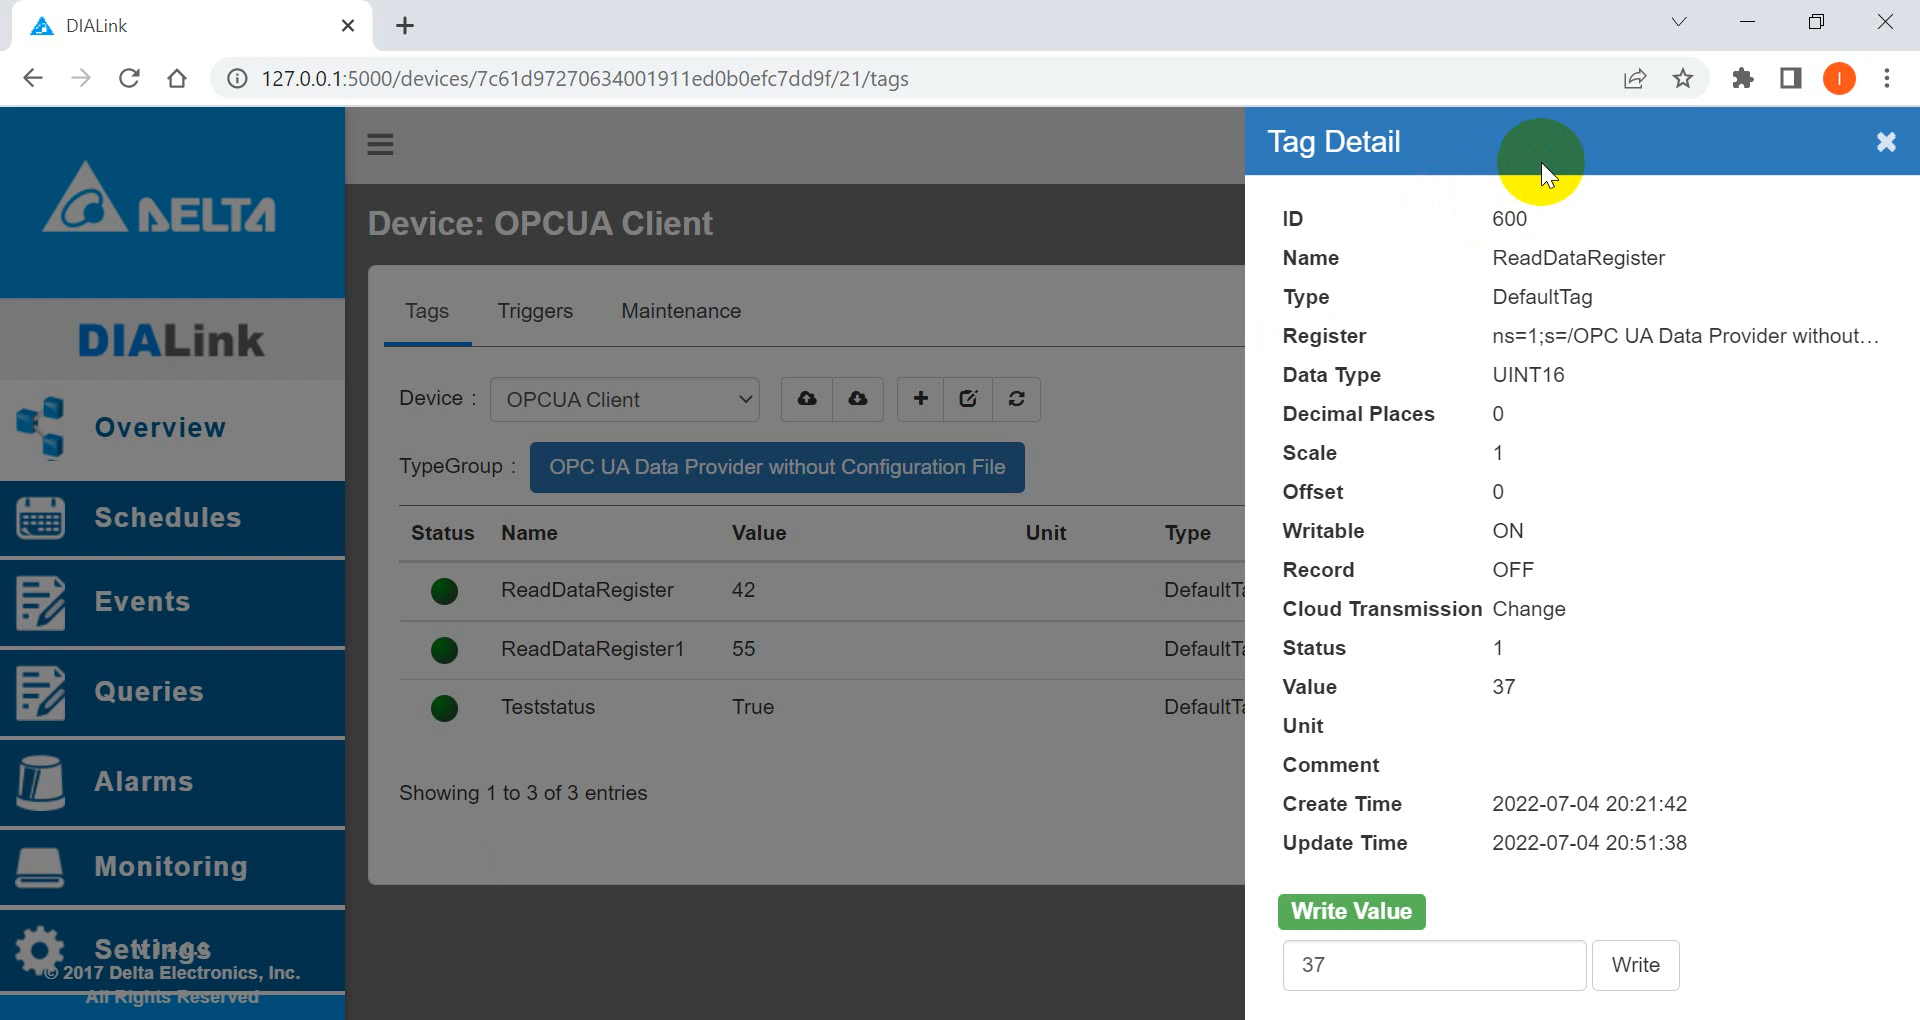 DIALink
127.0.0.1:5000/devices/7c61d97270634001911ed0b0efc7dd9f/21/tags
I
DELTA
DIALink
Overview
Schedules
Events
Queries
Alarms
Monitoring
Settings
© 2017 Delta Electronics, Inc.
All Rights Reserved
Device: OPCUA Client
Tags Triggers Maintenance
Device : OPCUA Client
TypeGroup : OPC UA Data Provider without Configuration File
Status Name Value Unit Type
ReadDataRegister 42
ReadDataRegister1 55
Teststatus True
Showing 1 to 3 of 3 entries
Tag Detail
ID 600
Name ReadDataRegister
Type DefaultTag
Register ns=1;s=/OPC UA Data Provider without...
Data Type UINT16
Decimal Places 0
Scale 1
Offset 0
Writable ON
Record OFF
Cloud Transmission Change
Status 1
Value 37
Unit
Comment
Create Time 2022-07-04 20:21:42
Update Time 2022-07-04 20:51:38
Write Value
37 Write